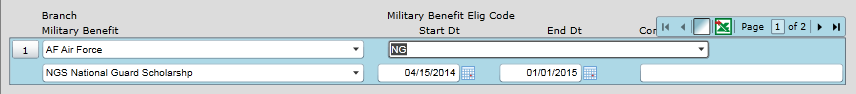 Branch Military Benefit Elig Code
Military Benefit Start Dt End Dt Page 1 of 2
1 AF Air Force NG
NGS National Guard Scholarshp 04/15/2014 01/01/2015